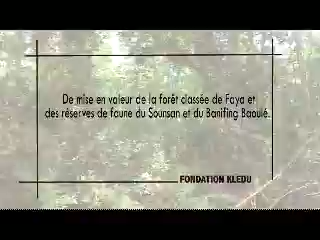 De mise en valeur de la forêt classée de Faya et
des réserves de faune du Sounsan et du Banifing Baoulé.
FONDATION KLEDU